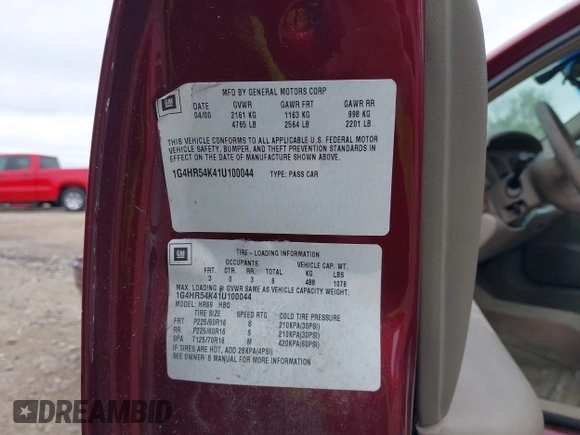 MFD BY GENERAL MOTORS CORP
GM
DATE GVWR GAWR FRT GAWR RR
04/00 2161 KG 1163 KG 998 KG
4765 LB 2564 LB 2201 LB
THIS VEHICLE CONFORMS TO ALL APPLICABLE U.S. FEDERAL MOTOR
VEHICLE SAFETY, BUMPER, AND THEFT PREVENTION STANDARDS IN
EFFECT ON THE DATE OF MANUFACTURE SHOWN ABOVE.
1G4HR54K41U100044 TYPE: PASS CAR
GM
TIRE-LOADING INFORMATION
OCCUPANTS VEHICLE CAP. WT.
FRT. CTR. RR. KG LBS
3 0 3 6 488 1076
MAX. LOADING @ GVWR SAME AS VEHICLE CAPACITY WEIGHT.
1G4HR54K41U100044
MODEL: HR69 H80
TIRE SIZE SPEED RTG COLD TIRE PRESSURE
FRT P225/60R16 S 210KPA(30PSI)
RR P225/60R16 S 210KPA(30PSI)
SPA T125/70R16 M 420KPA(60PSI)
IF TIRES ARE HOT, ADD 28KPA(4PSI)
SEE OWNER'S MANUAL FOR MORE INFORMATION
DREAMBID